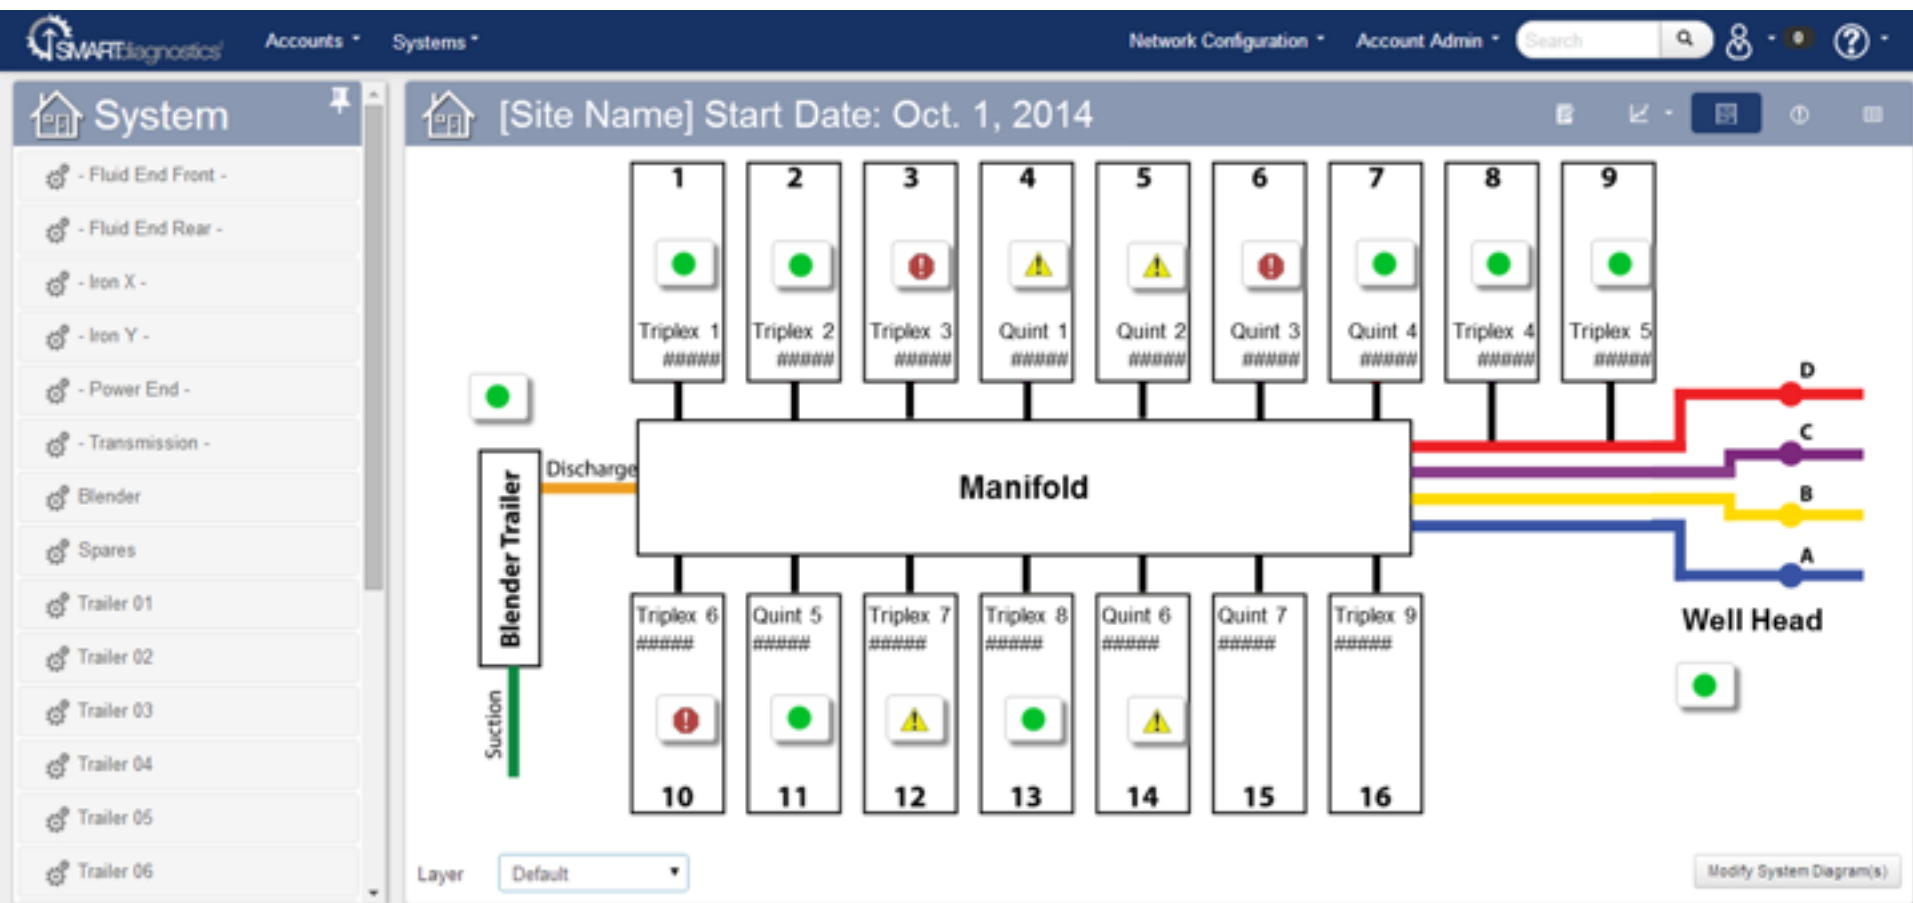 SMARTdiagnostics
Accounts
Systems
Network Configuration
Account Admin
Search
0
System
- Fluid End Front -
- Fluid End Rear -
- Iron X -
- Iron Y -
- Power End -
- Transmission -
Blender
Spares
Trailer 01
Trailer 02
Trailer 03
Trailer 04
Trailer 05
Trailer 06
[Site Name] Start Date: Oct. 1, 2014
1 2 3 4 5 6 7 8 9
Triplex 1 Triplex 2 Triplex 3 Quint 1 Quint 2 Quint 3 Quint 4 Triplex 4 Triplex 5
##### ##### ##### ##### ##### ##### ##### ##### #####
Blender Trailer
Discharge
Suction
Manifold
D
C
B
A
Well Head
Triplex 6 Quint 5 Triplex 7 Triplex 8 Quint 6 Quint 7 Triplex 9
##### ##### ##### ##### ##### ##### #####
10 11 12 13 14 15 16
Layer Default
Modify System Diagram(s)